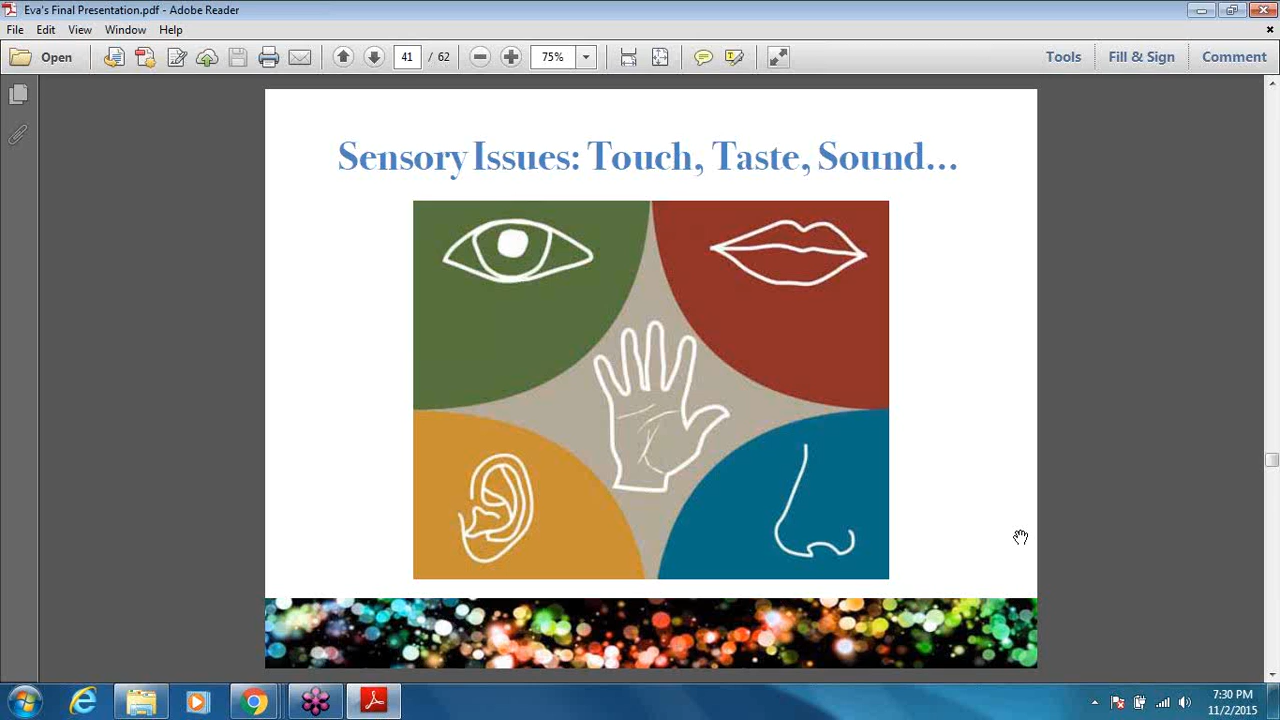 Eva's Final Presentation.pdf - Adobe Reader
File Edit View Window Help
Open 41 / 62 75% Tools Fill & Sign Comment
Sensory Issues: Touch, Taste, Sound...
7:30 PM
11/2/2015